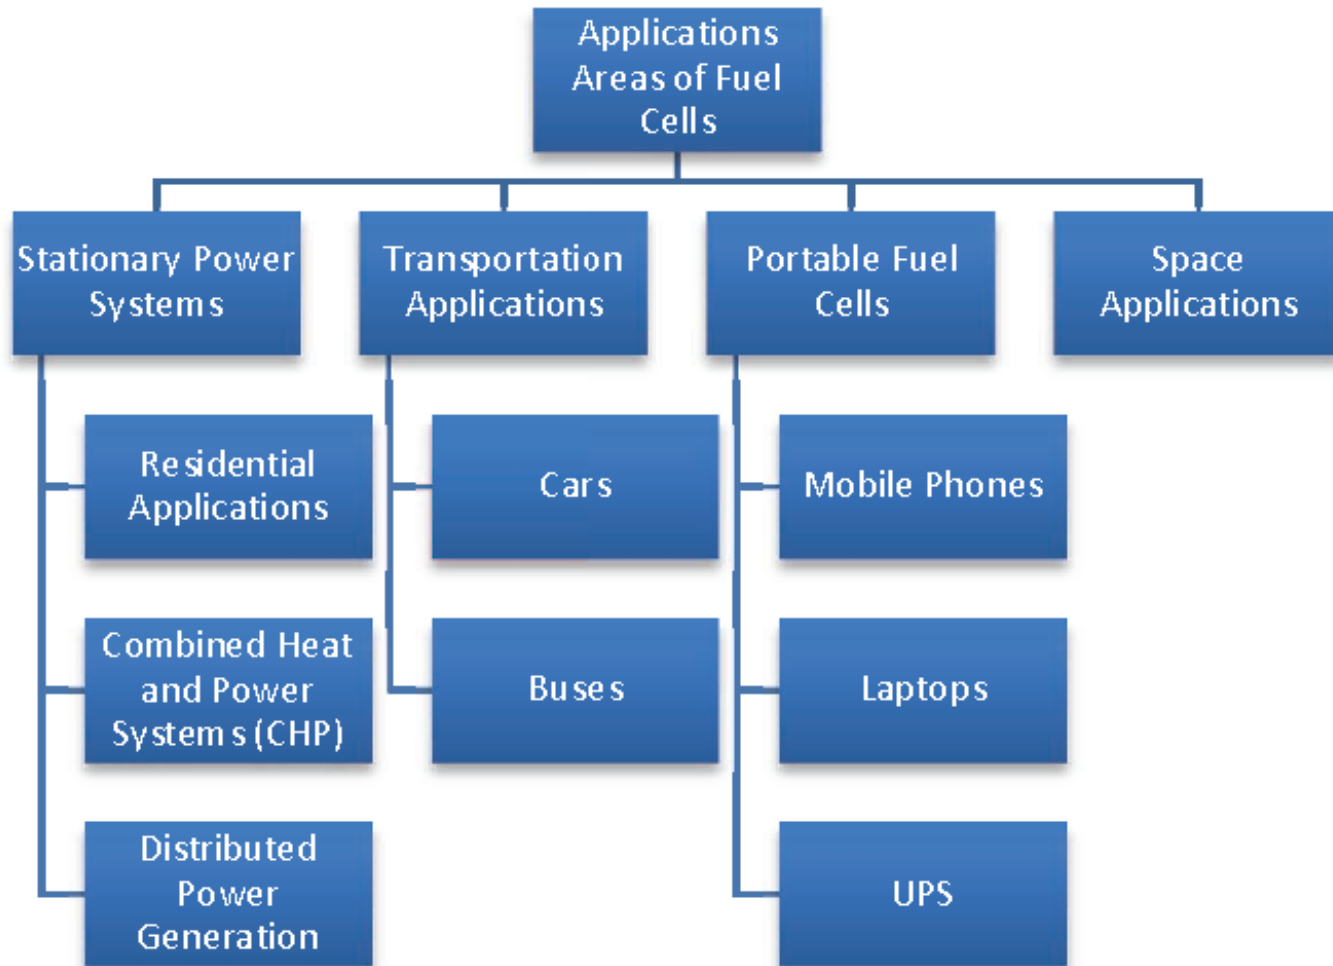 Applications
Areas of Fuel
Cells
Stationary Power
Systems
Transportation
Applications
Portable Fuel
Cells
Space
Applications
Residential
Applications
Cars
Mobile Phones
Combined Heat
and Power
Systems (CHP)
Buses
Laptops
Distributed
Power
Generation
UPS